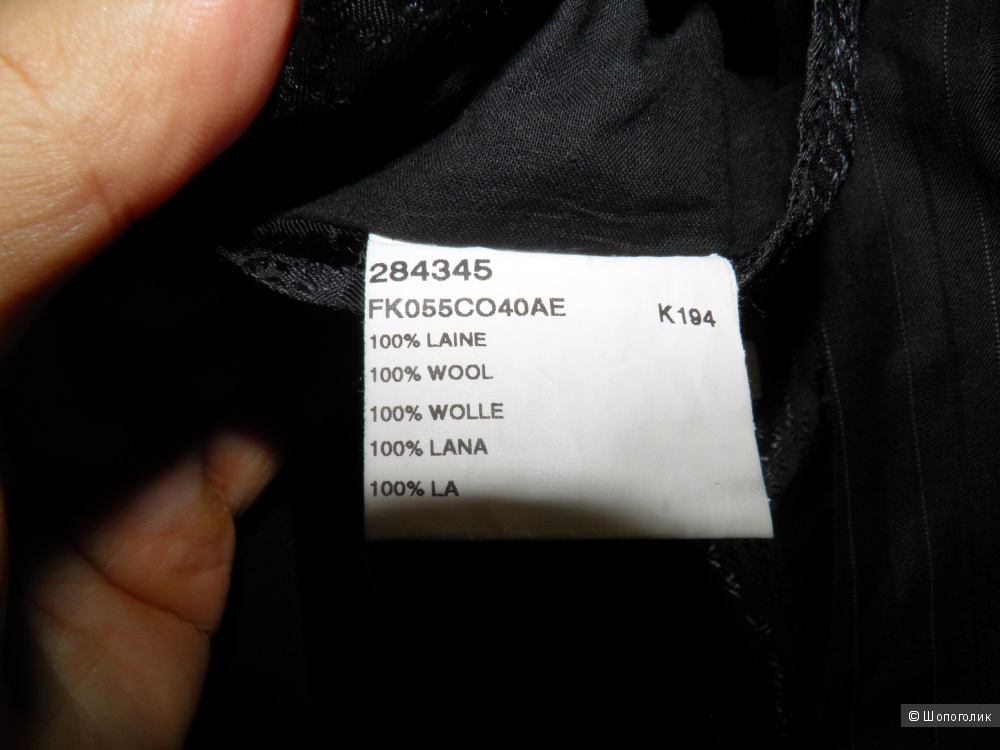 284345
FK055CO40AE
K194
100% LAINE
100% WOOL
100% WOLLE
100% LANA
100% LA
© Шопоголик